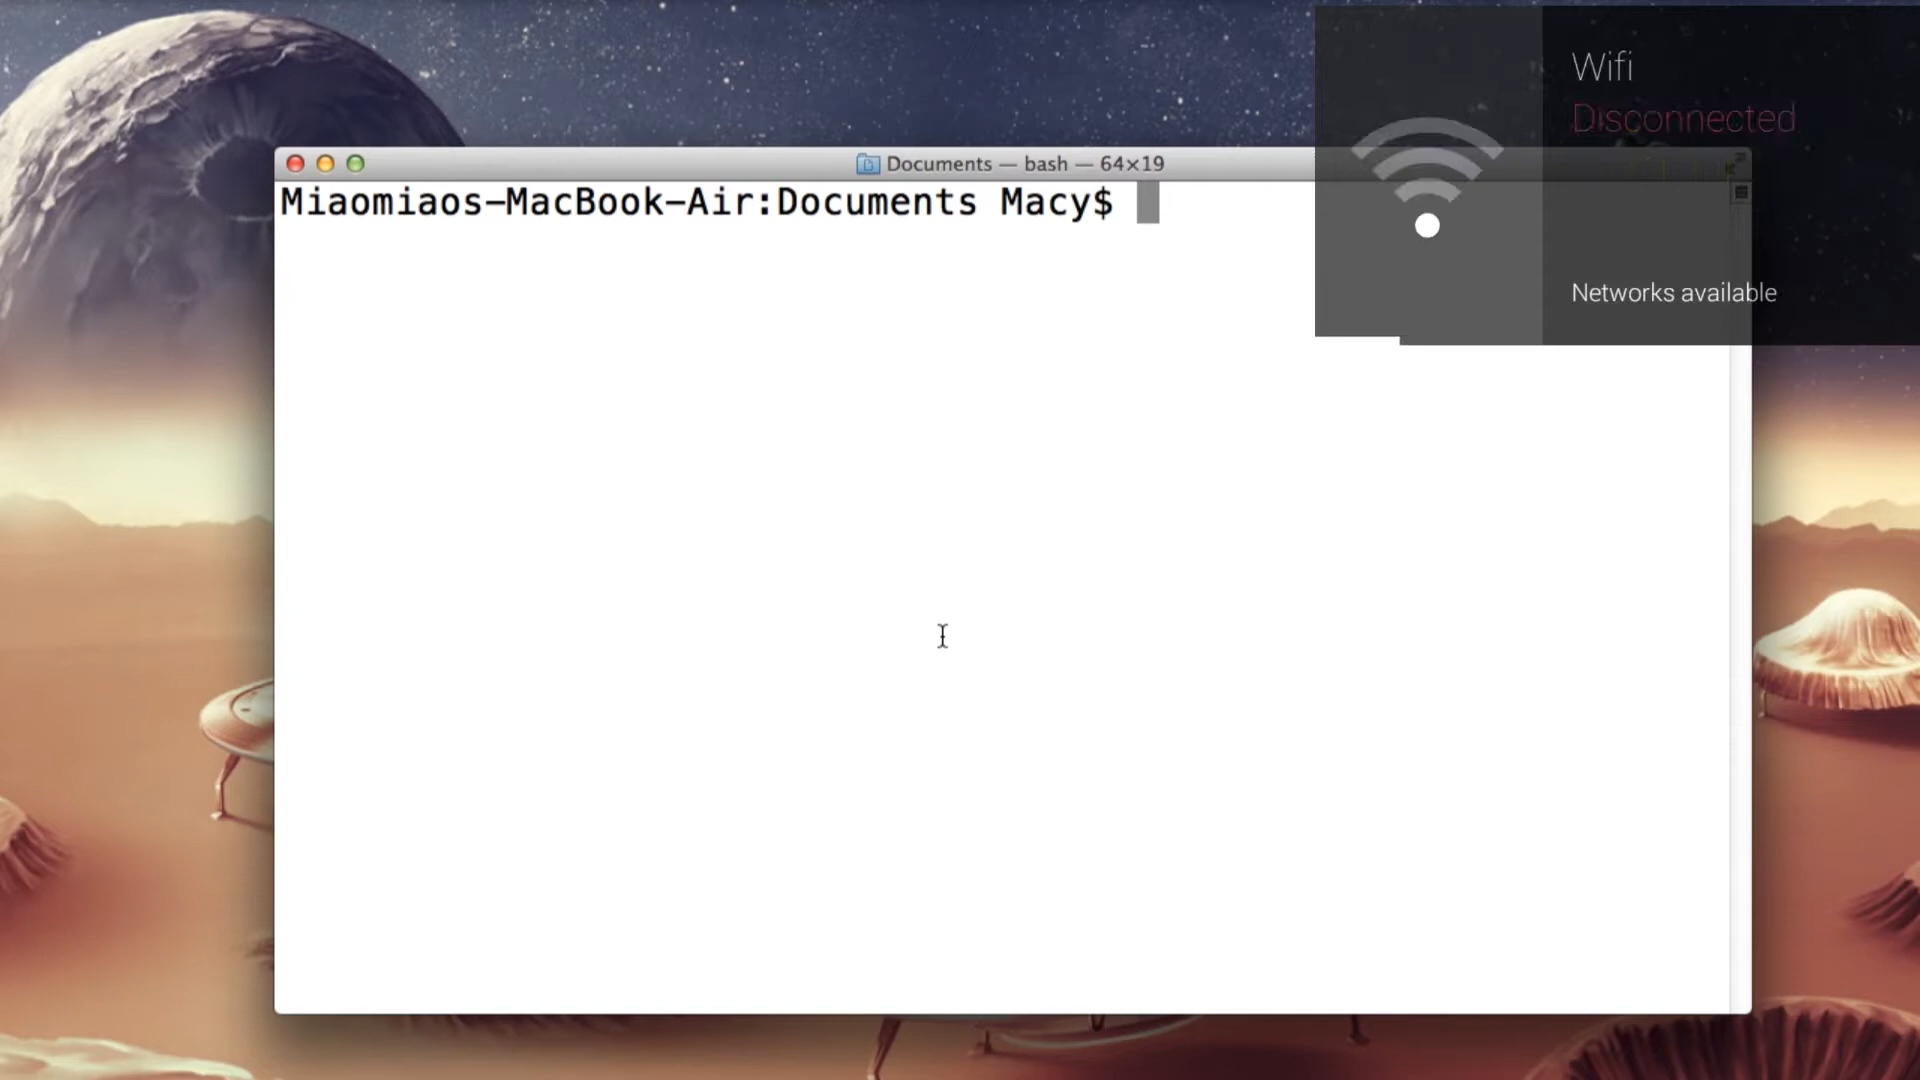 Wifi
Disconnected
Documents — bash — 64×19
Miaomiaos-MacBook-Air:Documents Macy$
Networks available